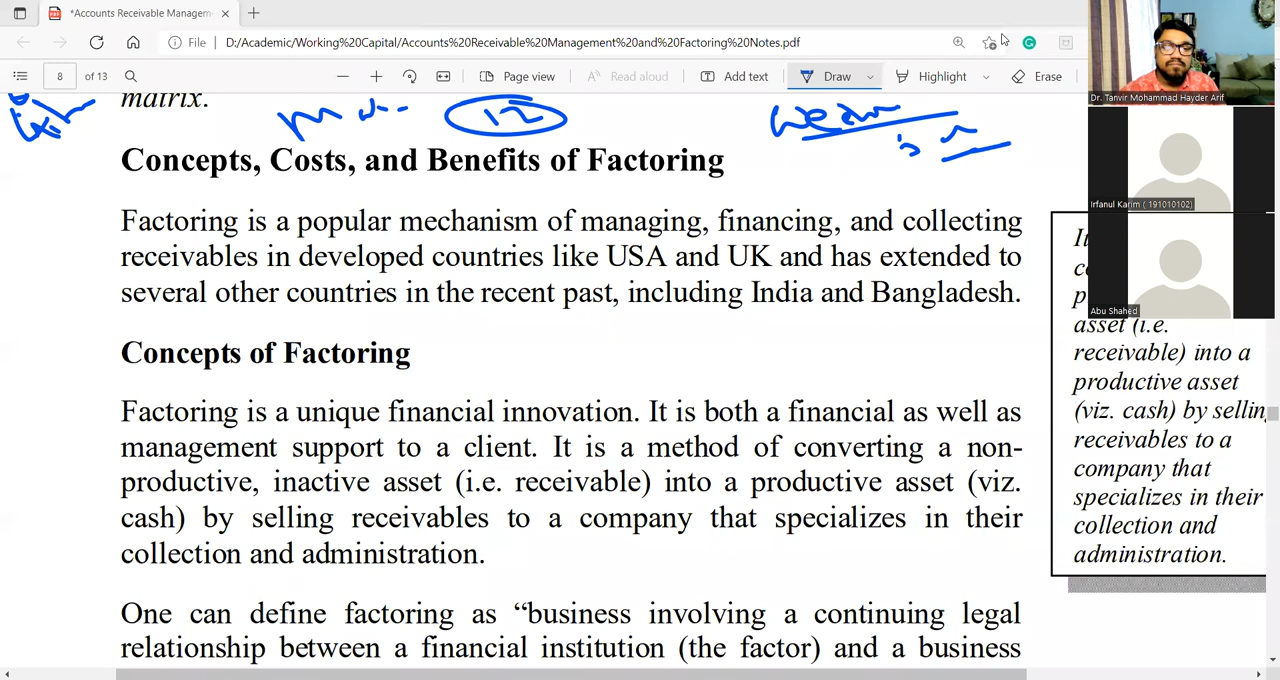 *Accounts Receivable Managem
File
D:/Academic/Working%20Capital/Accounts%20Receivable%20Management%20and%20Factoring%20Notes.pdf
8 of 13
Page view
Read aloud
Add text
Draw
Highlight
Erase
Dr. Tanvir Mohammad Hayder Arif
Irfanul Karim ( 191010102)
Abu Shahed
matrix.
12
Concepts, Costs, and Benefits of Factoring
Factoring is a popular mechanism of managing, financing, and collecting
receivables in developed countries like USA and UK and has extended to
several other countries in the recent past, including India and Bangladesh.
Concepts of Factoring
Factoring is a unique financial innovation. It is both a financial as well as
management support to a client. It is a method of converting a non-
productive, inactive asset (i.e. receivable) into a productive asset (viz.
cash) by selling receivables to a company that specializes in their
collection and administration.
One can define factoring as “business involving a continuing legal
relationship between a financial institution (the factor) and a business
asset (i.e.
receivable) into a
productive asset
(viz. cash) by selling
receivables to a
company that
specializes in their
collection and
administration.